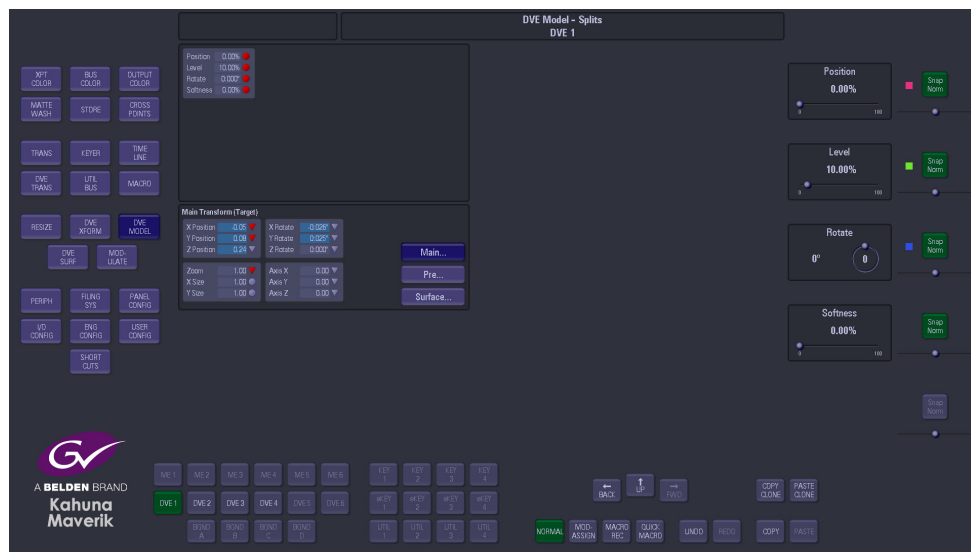 DVE Model - Splits
DVE 1
Position 0.00%
Level 10.00%
Rotate 0.000°
Softness 0.00%
XPT COLOR
BUS COLOR
OUTPUT COLOR
MATTE WASH
STORE
CROSS POINTS
TRANS
KEYER
TIME LINE
DVE TRANS
UTIL BUS
MACRO
RESIZE
DVE XFORM
DVE MODEL
DVE SURF
MOD-ULATE
PERIPH
FILING SYS
PANEL CONFIG
I/O CONFIG
ENG CONFIG
USER CONFIG
SHORT CUTS
Main Transform (Target)
X Position -0.05 X Rotate -0.026°
Y Position 0.08 Y Rotate 0.025°
Z Position 0.24 Z Rotate 0.000°
Zoom 1.00 Axis X 0.00
X Size 1.00 Axis Y 0.00
Y Size 1.00 Axis Z 0.00
Main...
Pre...
Surface...
Position
0.00%
0 100
Snap Norm
Level
10.00%
0 100
Snap Norm
Rotate
0° 0
Snap Norm
Softness
0.00%
0 100
Snap Norm
Snap Norm
GV
A BELDEN BRAND
Kahuna
Maverik
ME 1 ME 2 ME 3 ME 4 ME 5 ME 6
DVE 1 DVE 2 DVE 3 DVE 4 DVE 5 DVE 6
BGND A BGND B BGND C BGND D
KEY 1 KEY 2 KEY 3 KEY 4
eKEY 1 eKEY 2 eKEY 3 eKEY 4
UTIL 1 UTIL 2 UTIL 3 UTIL 4
BACK UP FWD
COPY CLONE PASTE CLONE
NORMAL MOD-ASSIGN MACRO REC QUICK MACRO UNDO REDO COPY PASTE